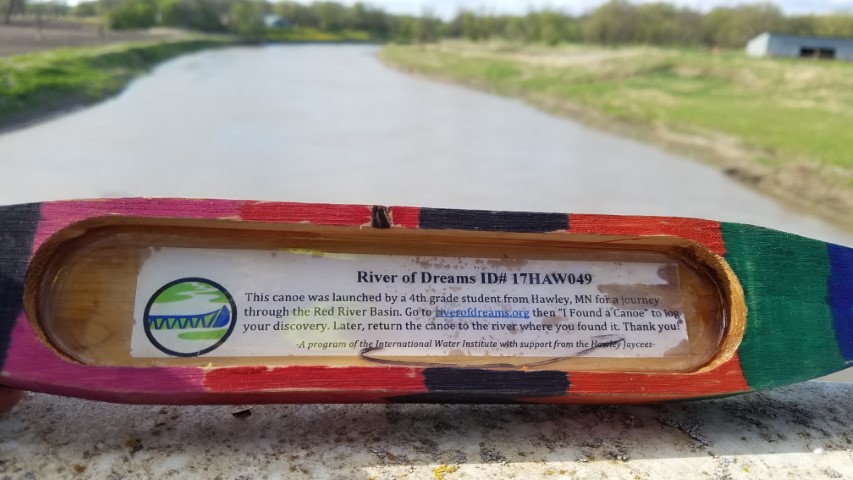 River of Dreams ID# 17HAW049
This canoe was launched by a 4th grade student from Hawley, MN for a journey
through the Red River Basin. Go to riverofdreams.org then "I Found a Canoe" to log
your discovery. Later, return the canoe to the river where you found it. Thank you!
-A program of the International Water Institute with support from the Hawley Jaycees-